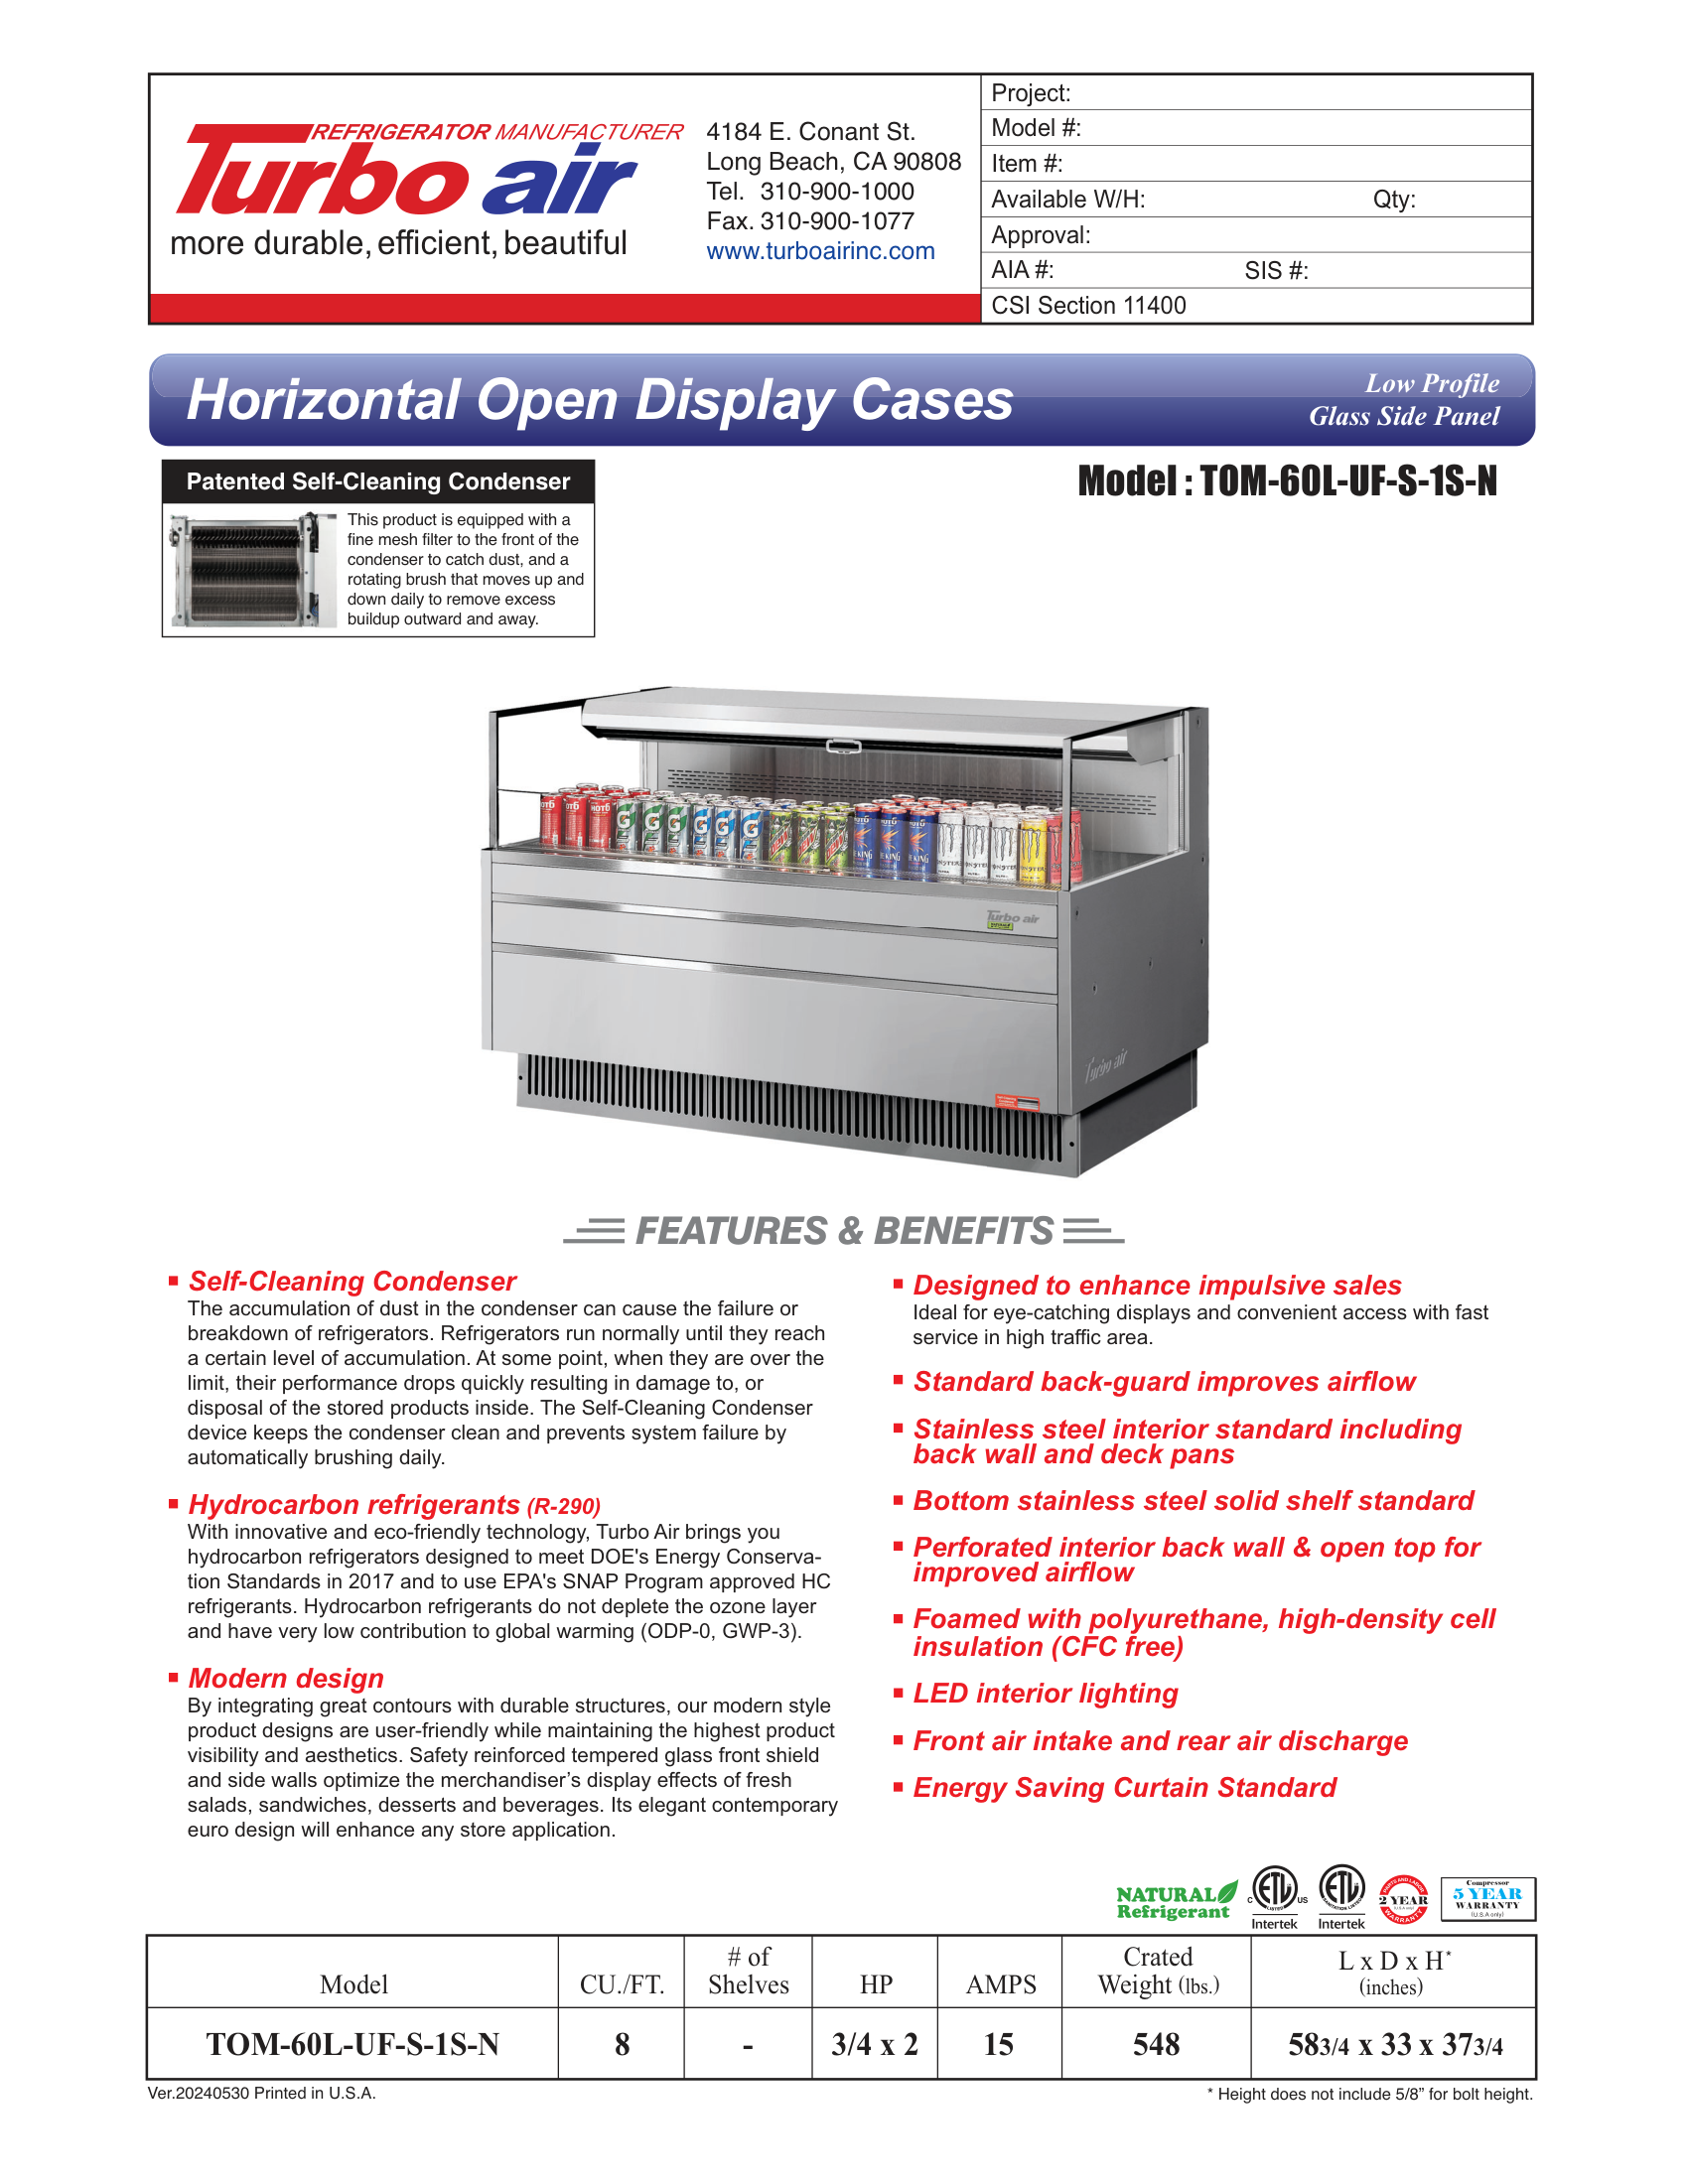 REFRIGERATOR MANUFACTURER
Turbo air
more durable, efficient, beautiful
4184 E. Conant St.
Long Beach, CA 90808
Tel. 310-900-1000
Fax. 310-900-1077
www.turboairinc.com
Project:
Model #:
Item #:
Available W/H: Qty:
Approval:
AIA #: SIS #:
CSI Section 11400
Horizontal Open Display Cases
Low Profile
Glass Side Panel
Patented Self-Cleaning Condenser
This product is equipped with a
fine mesh filter to the front of the
condenser to catch dust, and a
rotating brush that moves up and
down daily to remove excess
buildup outward and away.
Model : TOM-60L-UF-S-1S-N
Turbo air
Turbo air
FEATURES & BENEFITS
▪ Self-Cleaning Condenser
The accumulation of dust in the condenser can cause the failure or
breakdown of refrigerators. Refrigerators run normally until they reach
a certain level of accumulation. At some point, when they are over the
limit, their performance drops quickly resulting in damage to, or
disposal of the stored products inside. The Self-Cleaning Condenser
device keeps the condenser clean and prevents system failure by
automatically brushing daily.
▪ Hydrocarbon refrigerants (R-290)
With innovative and eco-friendly technology, Turbo Air brings you
hydrocarbon refrigerators designed to meet DOE's Energy Conserva-
tion Standards in 2017 and to use EPA's SNAP Program approved HC
refrigerants. Hydrocarbon refrigerants do not deplete the ozone layer
and have very low contribution to global warming (ODP-0, GWP-3).
▪ Modern design
By integrating great contours with durable structures, our modern style
product designs are user-friendly while maintaining the highest product
visibility and aesthetics. Safety reinforced tempered glass front shield
and side walls optimize the merchandiser's display effects of fresh
salads, sandwiches, desserts and beverages. Its elegant contemporary
euro design will enhance any store application.
▪ Designed to enhance impulsive sales
Ideal for eye-catching displays and convenient access with fast
service in high traffic area.
▪ Standard back-guard improves airflow
▪ Stainless steel interior standard including
back wall and deck pans
▪ Bottom stainless steel solid shelf standard
▪ Perforated interior back wall & open top for
improved airflow
▪ Foamed with polyurethane, high-density cell
insulation (CFC free)
▪ LED interior lighting
▪ Front air intake and rear air discharge
▪ Energy Saving Curtain Standard
NATURAL
Refrigerant
C ETL US
LISTED
Intertek
ETL
SANITATION LISTED
Intertek
PARTS AND LABOR
2 YEAR
(U.S.A only)
WARRANTY
Compressor
5 YEAR
WARRANTY
(U.S.A only)
Model CU./FT. # of Shelves HP AMPS Crated Weight (lbs.) L x D x H* (inches)
TOM-60L-UF-S-1S-N 8 - 3/4 x 2 15 548 583/4 x 33 x 373/4
Ver.20240530 Printed in U.S.A.
* Height does not include 5/8” for bolt height.